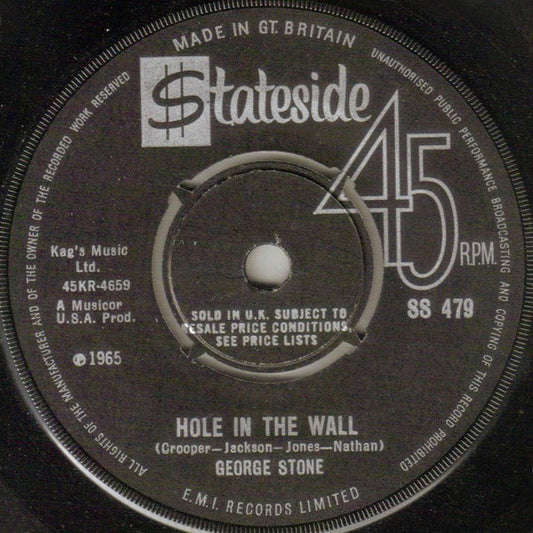 MADE IN GT. BRITAIN
$tateside
45
R.P.M.
Kag's Music
Ltd.
45KR-4659
A Musicor
U.S.A. Prod.
℗ 1965
SS 479
SOLD IN U.K. SUBJECT TO
RESALE PRICE CONDITIONS,
SEE PRICE LISTS
HOLE IN THE WALL
(Crooper—Jackson—Jones—Nathan)
GEORGE STONE
E.M.I. RECORDS LIMITED
ALL RIGHTS OF THE MANUFACTURER AND OF THE OWNER OF THE RECORDED WORK RESERVED
UNAUTHORISED PUBLIC PERFORMANCE BROADCASTING AND COPYING OF THIS RECORD PROHIBITED